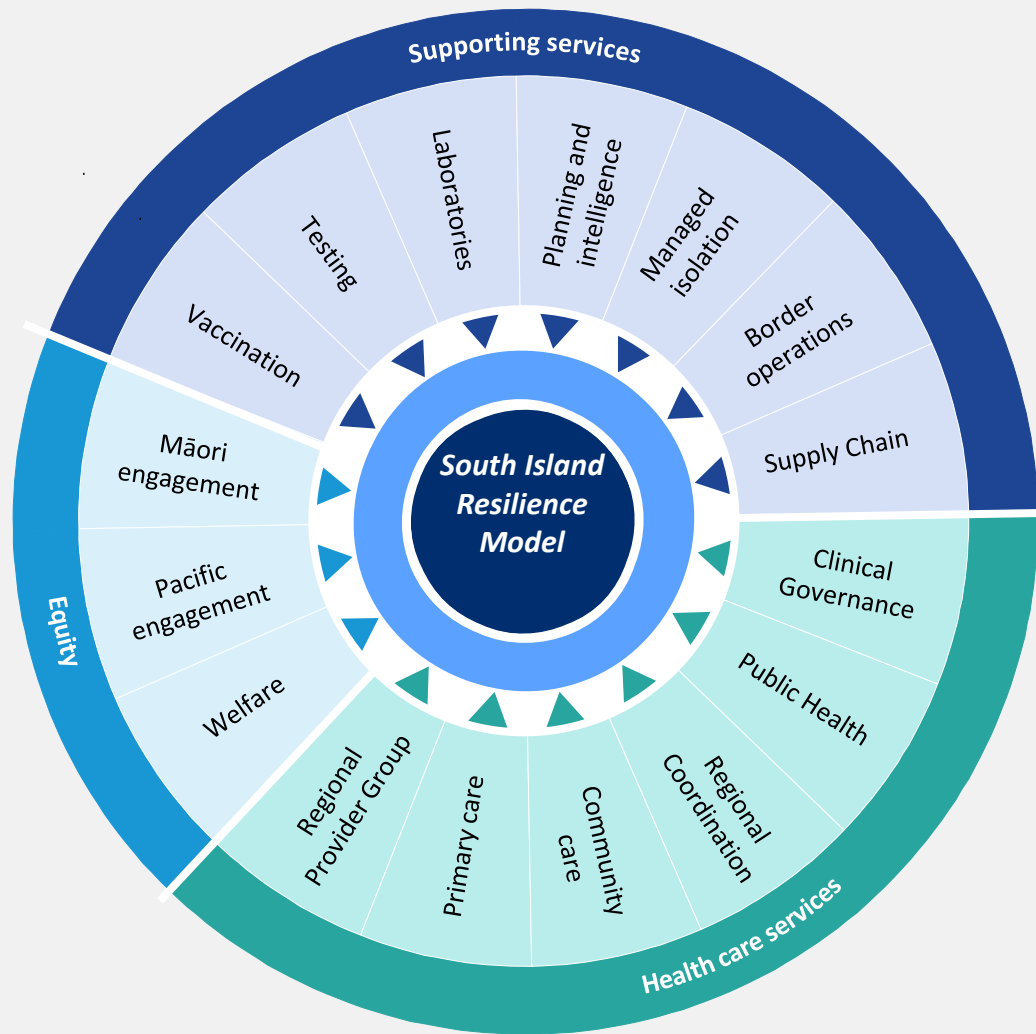 Supporting services
Vaccination
Testing
Laboratories
Planning and
intelligence
Managed
isolation
Border
operations
Supply Chain
Health care services
Clinical
Governance
Public Health
Regional
Coordination
Community
care
Primary care
Regional
Provider Group
Equity
Welfare
Pacific
engagement
Māori
engagement
South Island
Resilience
Model